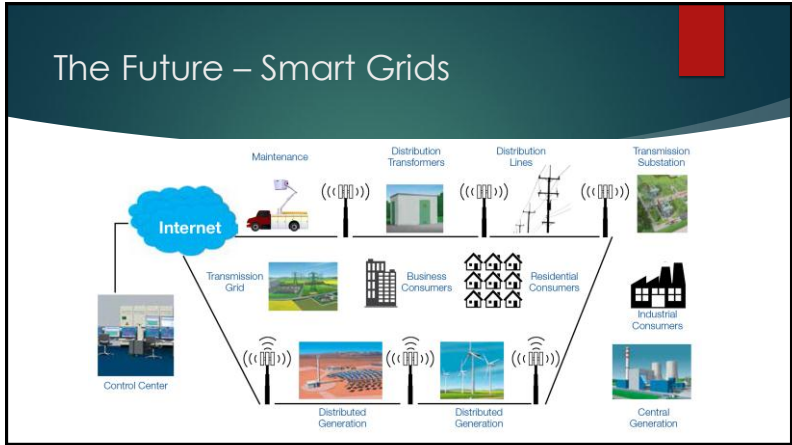 The Future – Smart Grids
Maintenance
Distribution
Transformers
Distribution
Lines
Transmission
Substation
Internet
Transmission
Grid
Business
Consumers
Residential
Consumers
Industrial
Consumers
Control Center
Distributed
Generation
Distributed
Generation
Central
Generation